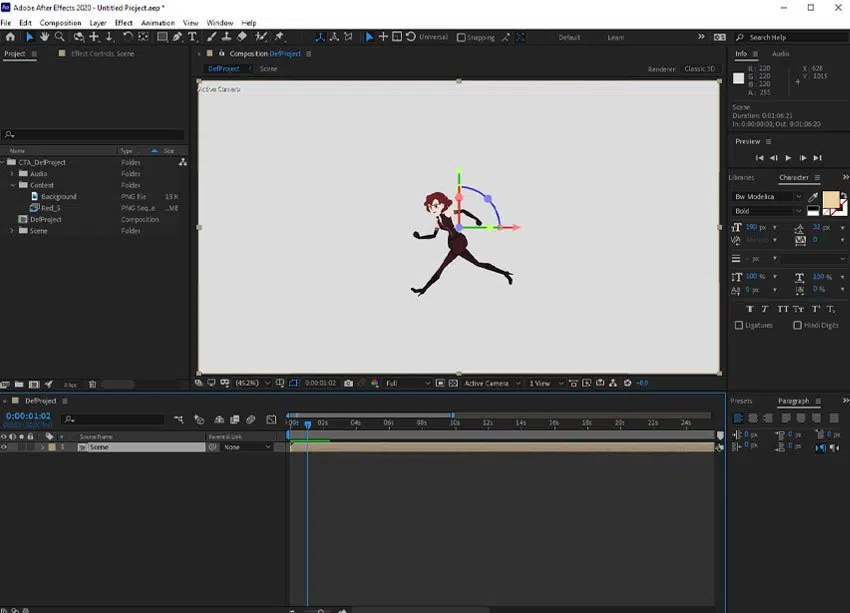 Adobe After Effects 2020 - Untitled Project.aep *
File Edit Composition Layer Effect Animation View Window Help
Universal Snapping Default Learn Search Help
Project Effect Controls Scene Composition DefProject Info Audio
DefProject Scene Renderer: Classic 3D
Active Camera
R: 220
G: 220
B: 220
A: 255
X: 628
Y: 1015
Scene
Duration: 0:01:06:21
In: 0:00:00:00, Out: 0:01:06:20
Preview
Name Type Size
CTA_DefProject Folder
Audio Folder
Content Folder
Background PNG file 13 K
Red_S PNG Seq...e ...ME
DefProject Composition
Scene Folder
Libraries Character
Bw Modelica
Bold
190 px 32 px
Metrics 0
- px
100 % 100 %
0 px 0 %
Ligatures Hindi Digits
8 bpc (45.2%) 0:00:01:02 Full Active Camera 1 View +0.0
DefProject
0:00:01:02
:00s 02s 04s 06s 08s 10s 12s 14s 16s 18s 20s 22s 24s
# Source Name Parent & Link
1 Scene None
Presets Paragraph
0 px 0 px 0 px
0 px 0 px